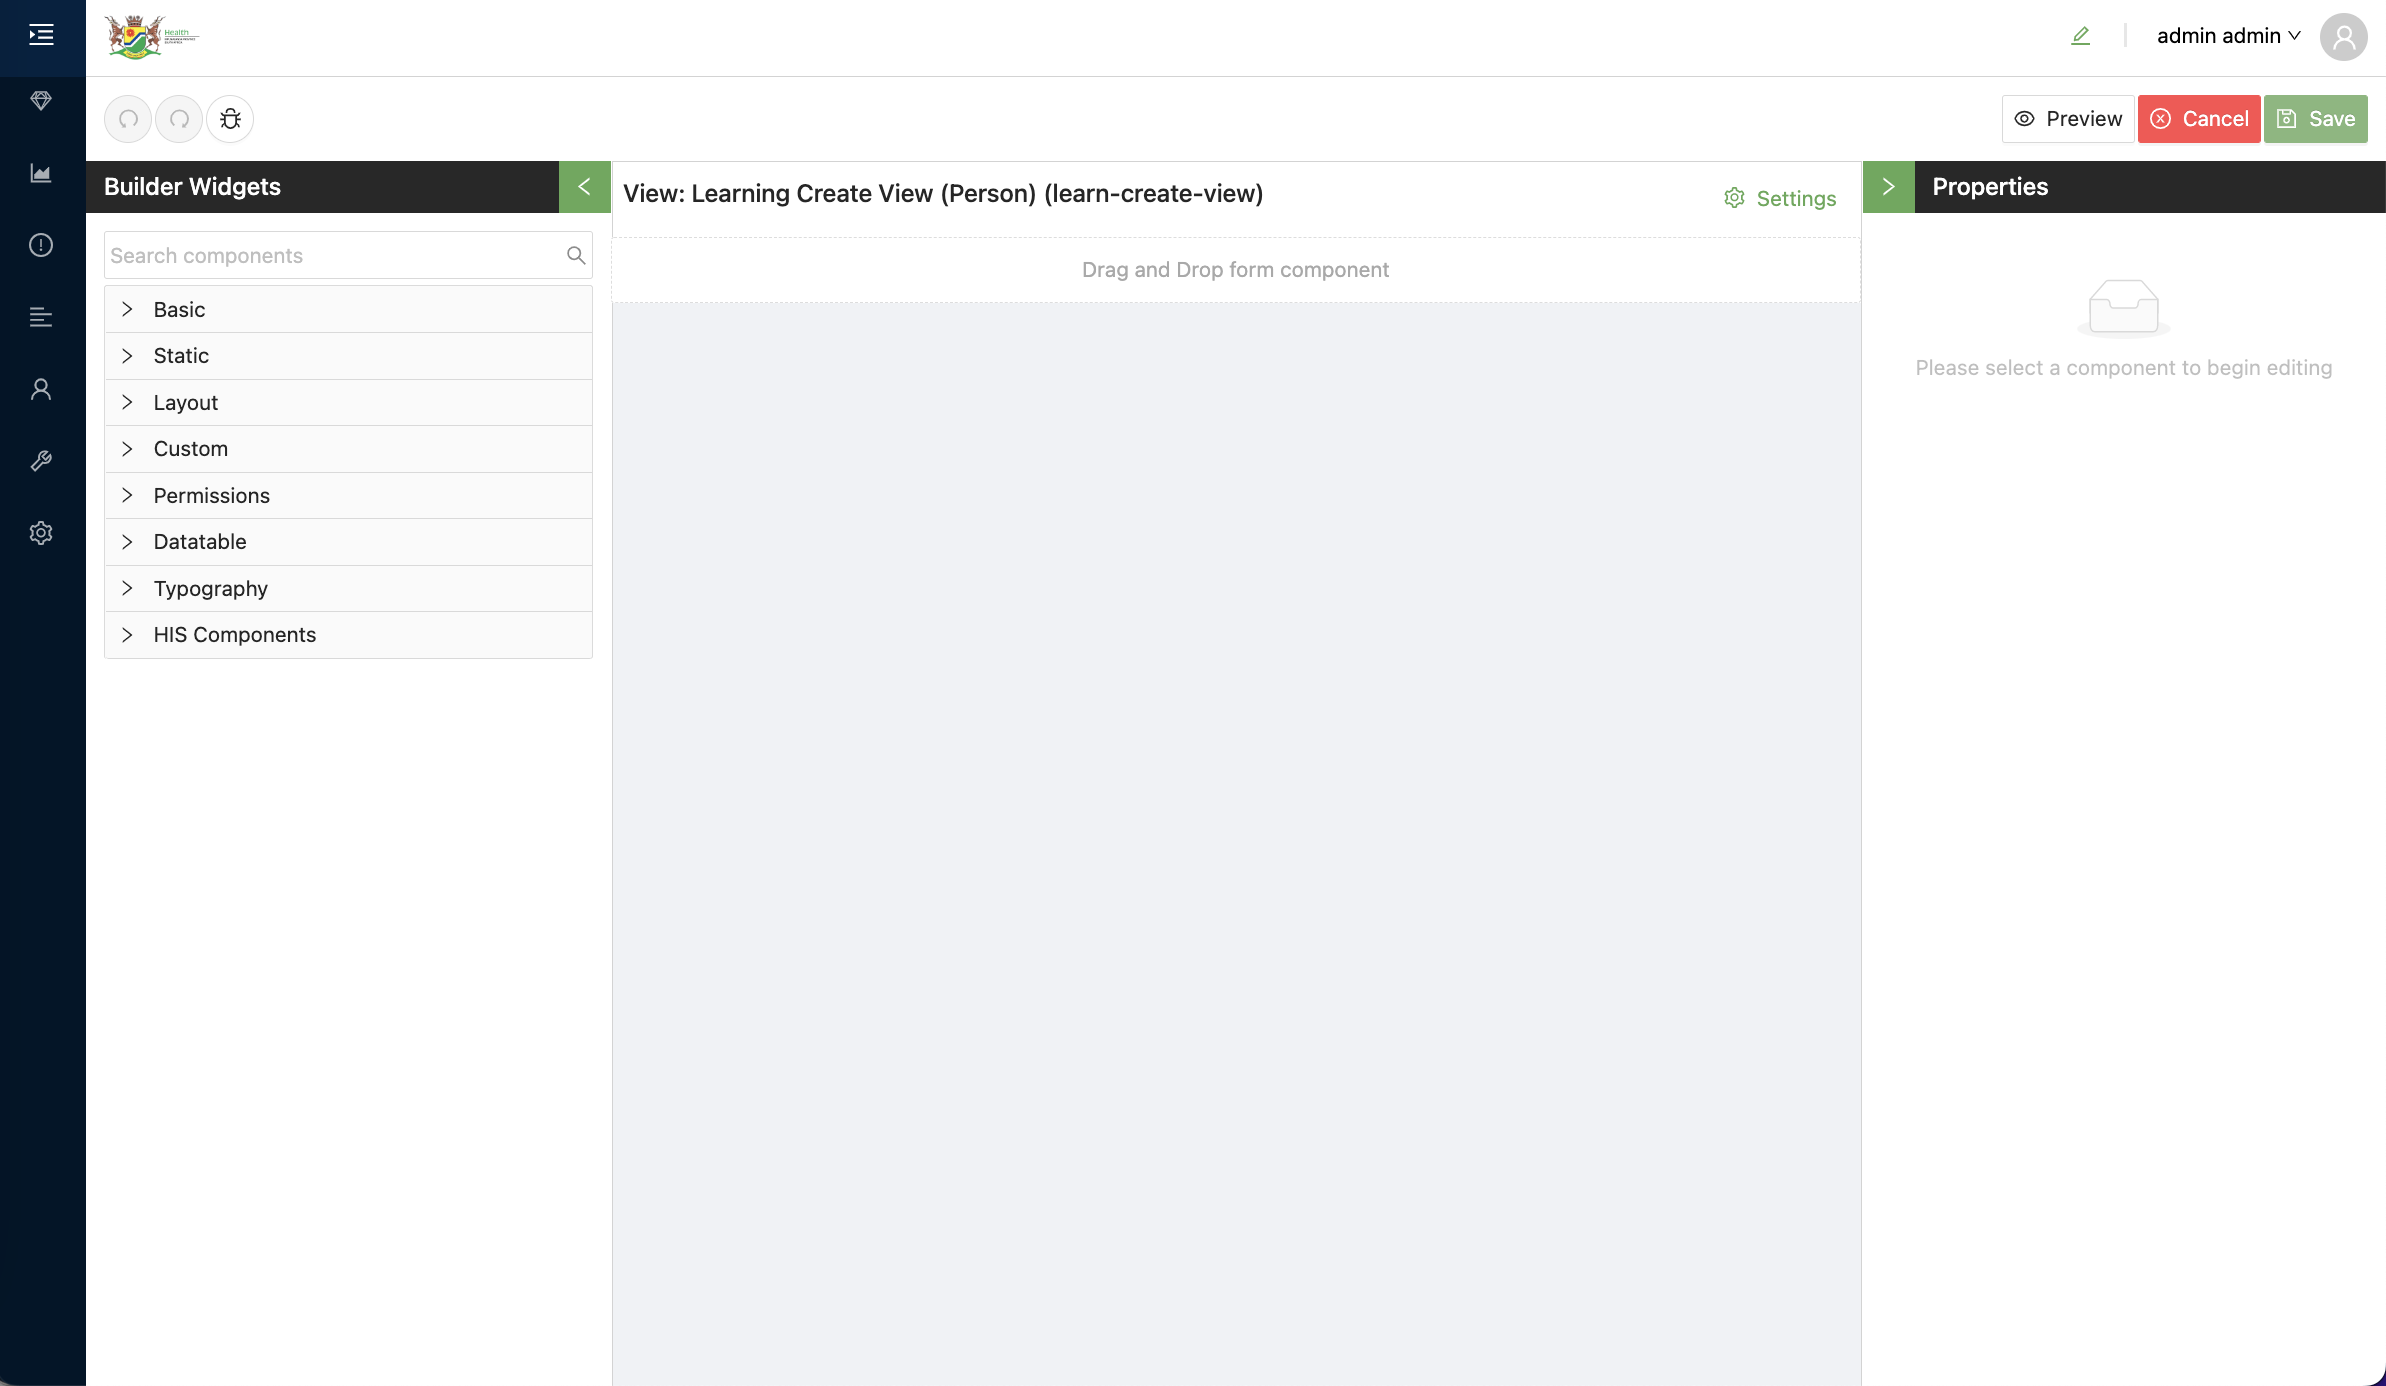 Health
admin admin
Preview
Cancel
Save
Builder Widgets
View: Learning Create View (Person) (learn-create-view)
Settings
Properties
Search components
Drag and Drop form component
Basic
Static
Layout
Custom
Permissions
Datatable
Typography
HIS Components
Please select a component to begin editing